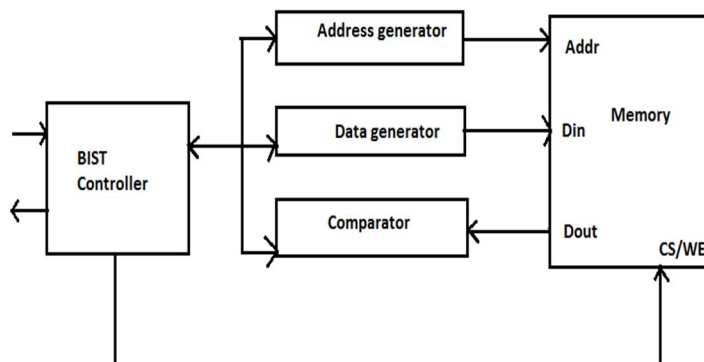 Address generator
Addr
Memory
Data generator
Din
BIST
Controller
Comparator
Dout
CS/WE